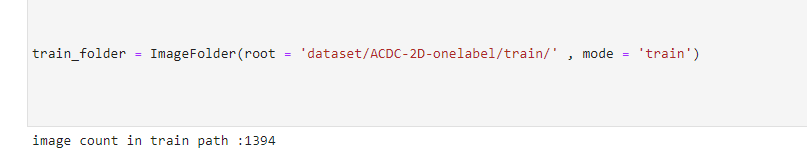 train_folder = ImageFolder(root = 'dataset/ACDC-2D-onelabel/train/' , mode = 'train')
image count in train path :1394